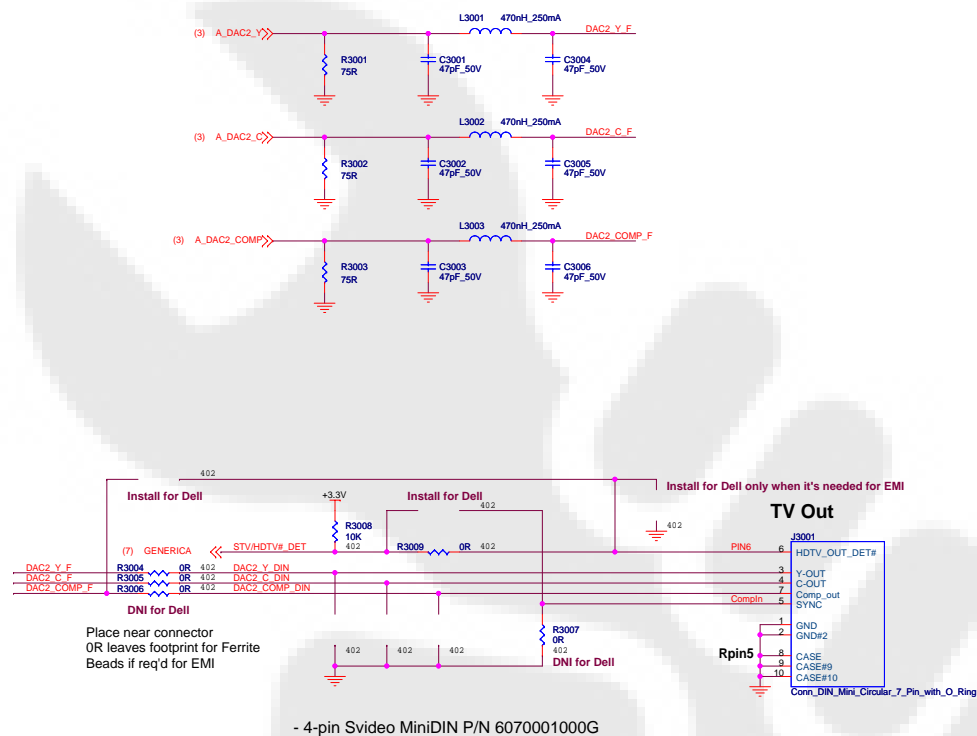 L3001 470nH_250mA
(3) A_DAC2_Y DAC2_Y_F
R3001 C3001 C3004
75R 47pF_50V 47pF_50V
L3002 470nH_250mA
(3) A_DAC2_C DAC2_C_F
R3002 C3002 C3005
75R 47pF_50V 47pF_50V
L3003 470nH_250mA
(3) A_DAC2_COMP DAC2_COMP_F
R3003 C3003 C3006
75R 47pF_50V 47pF_50V
402
Install for Dell
+3.3V
Install for Dell
402
Install for Dell only when it's needed for EMI
402
TV Out
J3001
R3008
10K
402
(7) GENERICA STV/HDTV#_DET
R3009 0R 402
PIN6 6 HDTV_OUT_DET#
DAC2_Y_F R3004 0R 402 DAC2_Y_DIN 3 Y-OUT
DAC2_C_F R3005 0R 402 DAC2_C_DIN 4 C-OUT
DAC2_COMP_F R3006 0R 402 DAC2_COMP_DIN 7 Comp_out
CompIn 5 SYNC
DNI for Dell
Place near connector
0R leaves footprint for Ferrite
Beads if req'd for EMI
402 402 402
R3007
0R
402
DNI for Dell
1 GND
2 GND#2
Rpin5
8 CASE
9 CASE#9
10 CASE#10
Conn_DIN_Mini_Circular_7_Pin_with_O_Ring
- 4-pin Svideo MiniDIN P/N 6070001000G